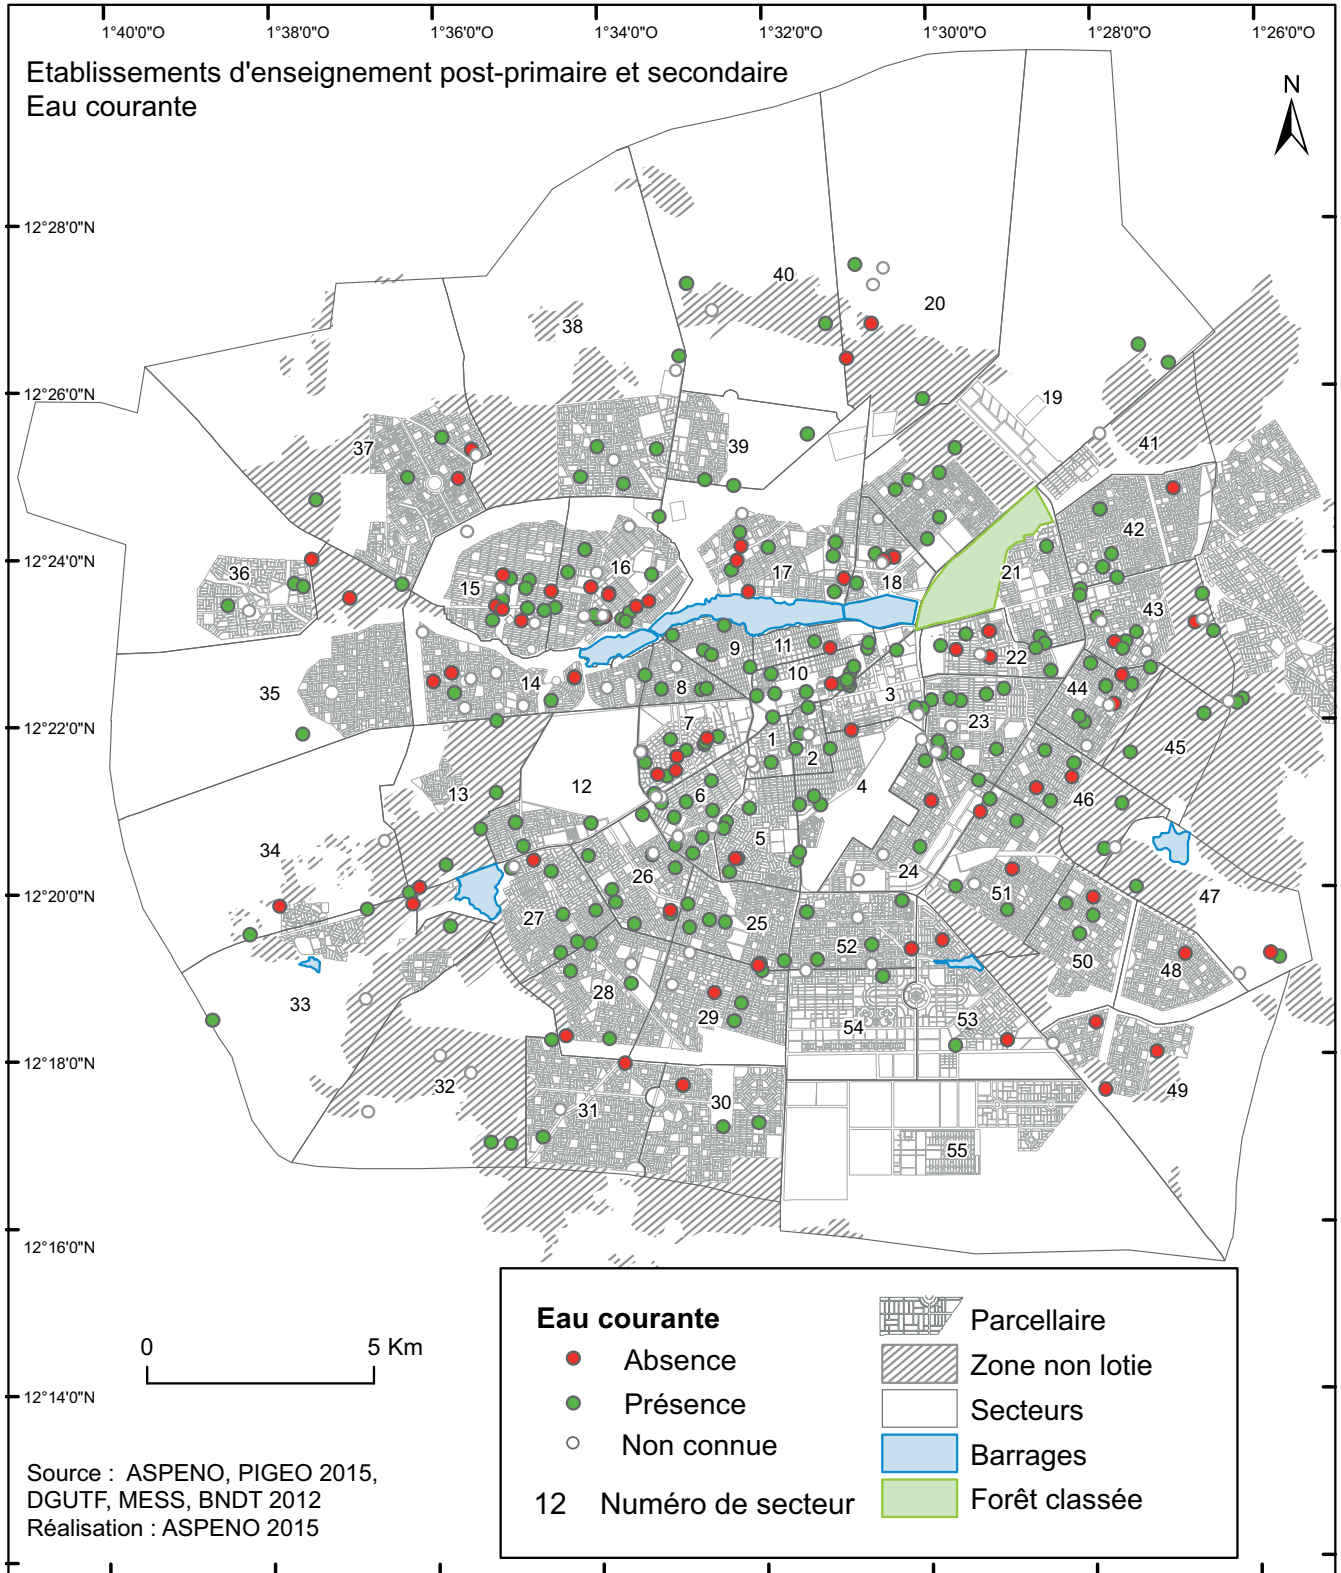 1°40'0"O
1°38'0"O
1°36'0"O
1°34'0"O
1°32'0"O
1°30'0"O
1°28'0"O
1°26'0"O
Etablissements d'enseignement post-primaire et secondaire
Eau courante
N
12°28'0"N
12°26'0"N
12°24'0"N
12°22'0"N
12°20'0"N
12°18'0"N
12°16'0"N
12°14'0"N
40
20
38
19
37
39
41
42
36
15
16
17
18
21
43
9
11
22
35
14
8
10
3
44
7
1
2
23
45
13
12
6
4
46
34
5
26
24
51
47
27
25
52
50
48
33
28
29
54
53
32
31
30
49
55
0
5 Km
Eau courante
Absence
Présence
Non connue
12 Numéro de secteur
Parcellaire
Zone non lotie
Secteurs
Barrages
Forêt classée
Source : ASPENO, PIGEO 2015,
DGUTF, MESS, BNDT 2012
Réalisation : ASPENO 2015